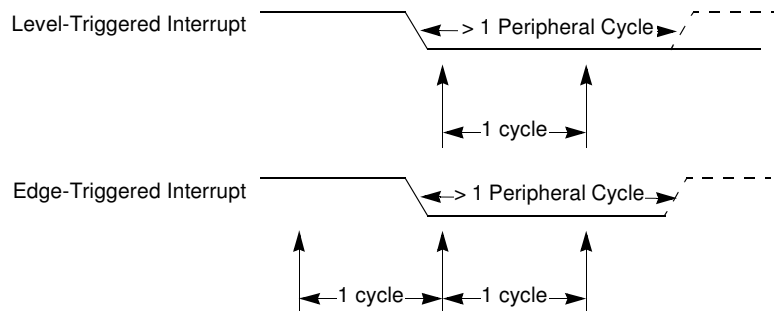 Level-Triggered Interrupt
> 1 Peripheral Cycle
1 cycle
Edge-Triggered Interrupt
> 1 Peripheral Cycle
1 cycle 1 cycle